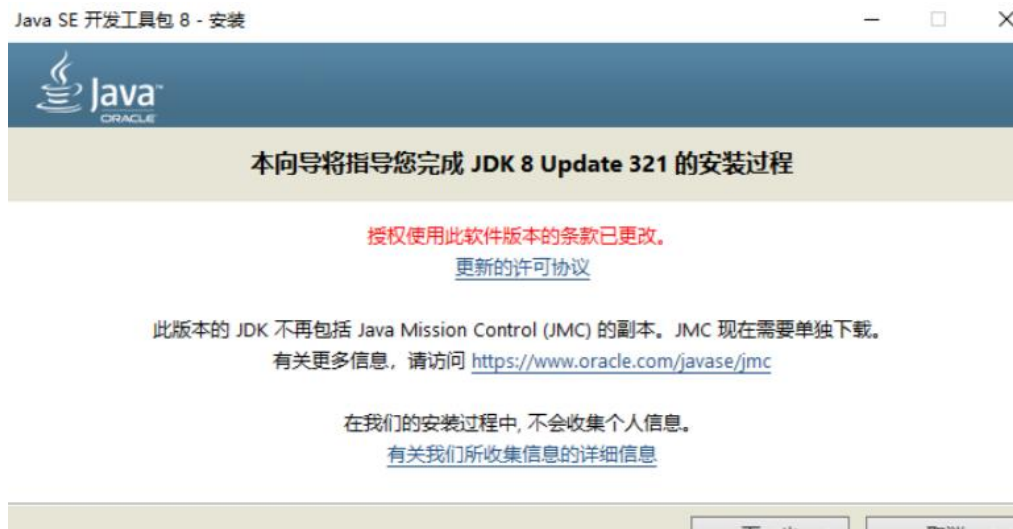 Java SE 开发工具包 8 - 安装
Java™
ORACLE
本向导将指导您完成 JDK 8 Update 321 的安装过程
授权使用此软件版本的条款已更改。
更新的许可协议
此版本的 JDK 不再包括 Java Mission Control (JMC) 的副本。JMC 现在需要单独下载。
有关更多信息，请访问 https://www.oracle.com/javase/jmc
在我们的安装过程中, 不会收集个人信息。
有关我们所收集信息的详细信息